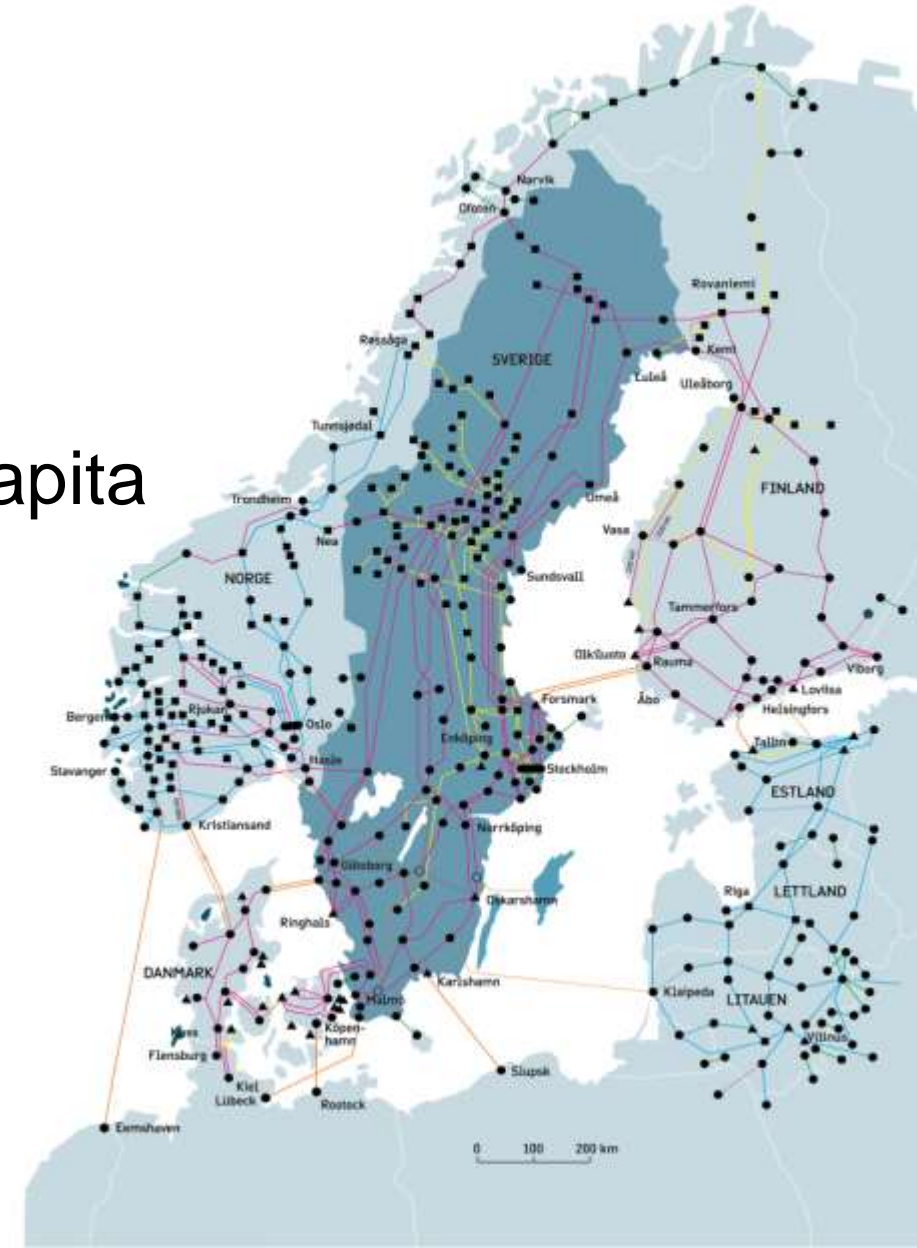 Narvik
Ofoten
Rovaniemi
Røssåga
SVERIGE
Kemi
Luleå
Uleåborg
Tunnsjødal
apita
FINLAND
Trondheim
Umeå
Vasa
Nea
NORGE
Sundsvall
Tammerfors
Olkiluoto
Rauma
Viborg
Åbo
Lovisa
Forsmark
Helsingfors
Bergen
Rjukan
Oslo
Enköping
Tallinn
Hasle
Stavanger
Stockholm
ESTLAND
Kristiansand
Norrköping
Göteborg
Riga
LETTLAND
Oskarshamn
Ringhals
DANMARK
Karlshamn
Klaipeda
LITAUEN
Malmö
Köpen-
hamn
Vilnius
Flensburg
Kiel
Slupsk
Lübeck
Rostock
Eemshaven
0 100 200 km